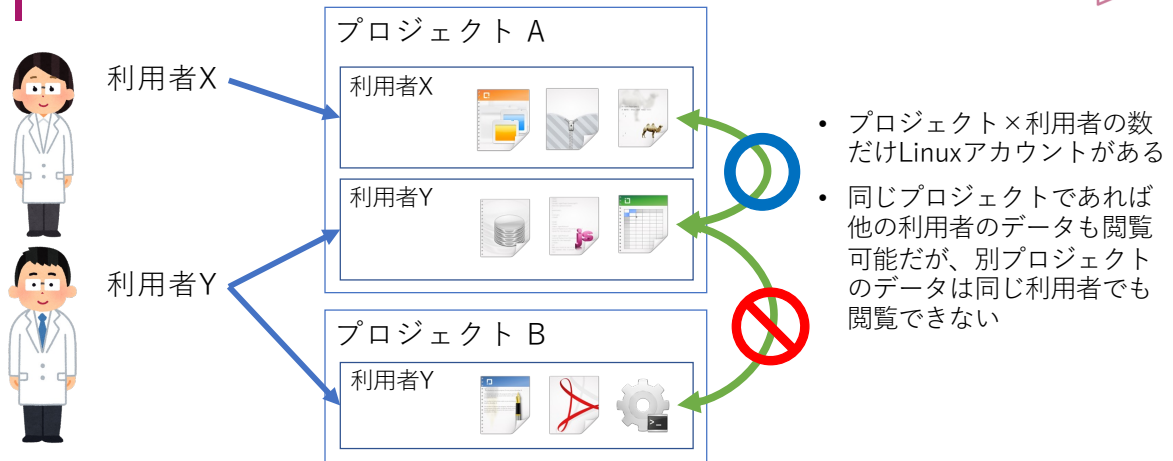 プロジェクト A
利用者X
利用者X
利用者Y
js
利用者Y
プロジェクト B
利用者Y
>_
• プロジェクト×利用者の数
だけLinuxアカウントがある
• 同じプロジェクトであれば
他の利用者のデータも閲覧
可能だが、別プロジェクト
のデータは同じ利用者でも
閲覧できない